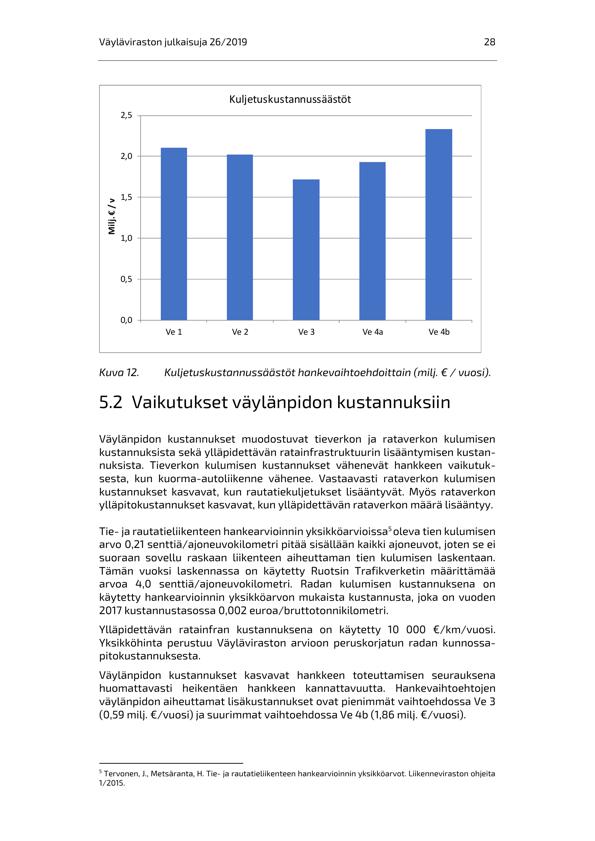 Väyläviraston julkaisuja 26/2019 28
Kuljetuskustannussäästöt
2,5
2,0
1,5
1,0
0,5
0,0
Milj. € / v
Ve 1 Ve 2 Ve 3 Ve 4a Ve 4b
Kuva 12. Kuljetuskustannussäästöt hankevaihtoehdoittain (milj. € / vuosi).
5.2 Vaikutukset väylänpidon kustannuksiin
Väylänpidon kustannukset muodostuvat tieverkon ja rataverkon kulumisen
kustannuksista sekä ylläpidettävän ratainfrastruktuurin lisääntymisen kustan-
nuksista. Tieverkon kulumisen kustannukset vähenevät hankkeen vaikutuk-
sesta, kun kuorma-autoliikenne vähenee. Vastaavasti rataverkon kulumisen
kustannukset kasvavat, kun rautatiekuljetukset lisääntyvät. Myös rataverkon
ylläpitokustannukset kasvavat, kun ylläpidettävän rataverkon määrä lisääntyy.
Tie- ja rautatieliikenteen hankearvioinnin yksikköarvioissa⁵ oleva tien kulumisen
arvo 0,21 senttiä/ajoneuvokilometri pitää sisällään kaikki ajoneuvot, joten se ei
suoraan sovellu raskaan liikenteen aiheuttaman tien kulumisen laskentaan.
Tämän vuoksi laskennassa on käytetty Ruotsin Trafikverketin määrittämää
arvoa 4,0 senttiä/ajoneuvokilometri. Radan kulumisen kustannuksena on
käytetty hankearvioinnin yksikköarvon mukaista kustannusta, joka on vuoden
2017 kustannustasossa 0,002 euroa/bruttotonnikilometri.
Ylläpidettävän ratainfran kustannuksena on käytetty 10 000 €/km/vuosi.
Yksikköhinta perustuu Väyläviraston arvioon peruskorjatun radan kunnossa-
pitokustannuksesta.
Väylänpidon kustannukset kasvavat hankkeen toteuttamisen seurauksena
huomattavasti heikentäen hankkeen kannattavuutta. Hankevaihtoehtojen
väylänpidon aiheuttamat lisäkustannukset ovat pienimmät vaihtoehdossa Ve 3
(0,59 milj. €/vuosi) ja suurimmat vaihtoehdossa Ve 4b (1,86 milj. €/vuosi).
⁵ Tervonen, J., Metsäranta, H. Tie- ja rautatieliikenteen hankearvioinnin yksikköarvot. Liikenneviraston ohjeita
1/2015.